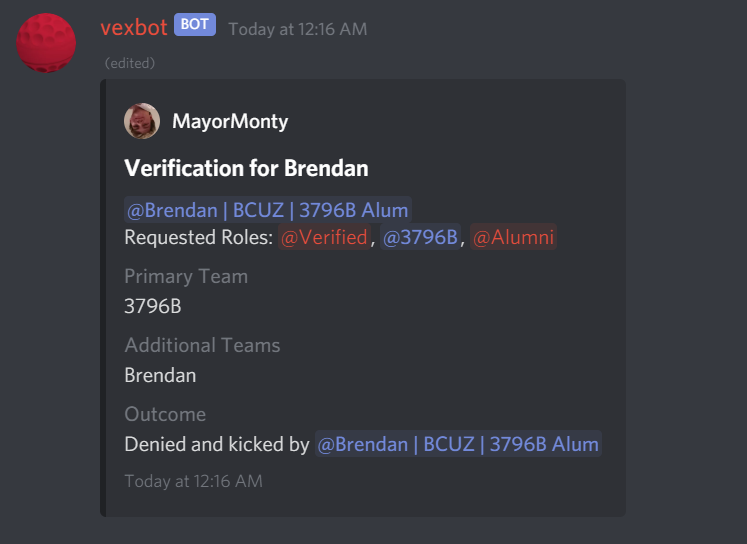 vexbot BOT Today at 12:16 AM
(edited)
MayorMonty
Verification for Brendan
@Brendan | BCUZ | 3796B Alum
Requested Roles: @Verified, @3796B, @Alumni
Primary Team
3796B
Additional Teams
Brendan
Outcome
Denied and kicked by @Brendan | BCUZ | 3796B Alum
Today at 12:16 AM